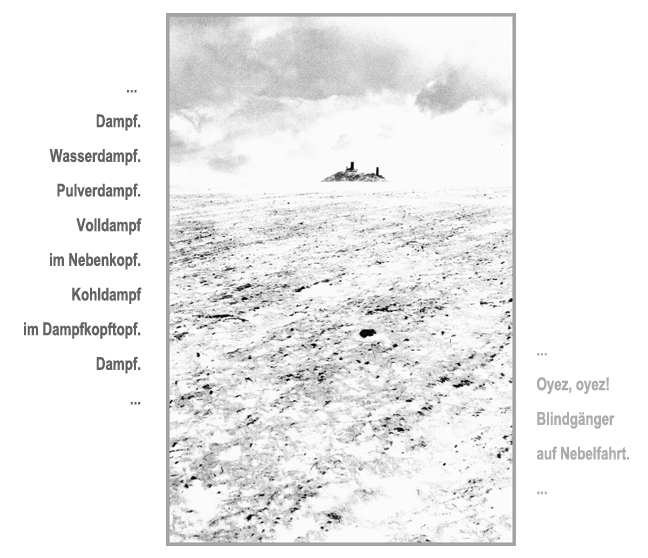 ...
Dampf.
Wasserdampf.
Pulverdampf.
Volldampf
im Nebenkopf.
Kohldampf
im Dampfkopftopf.
Dampf.
...
...
Oyez, oyez!
Blindgänger
auf Nebelfahrt.
...